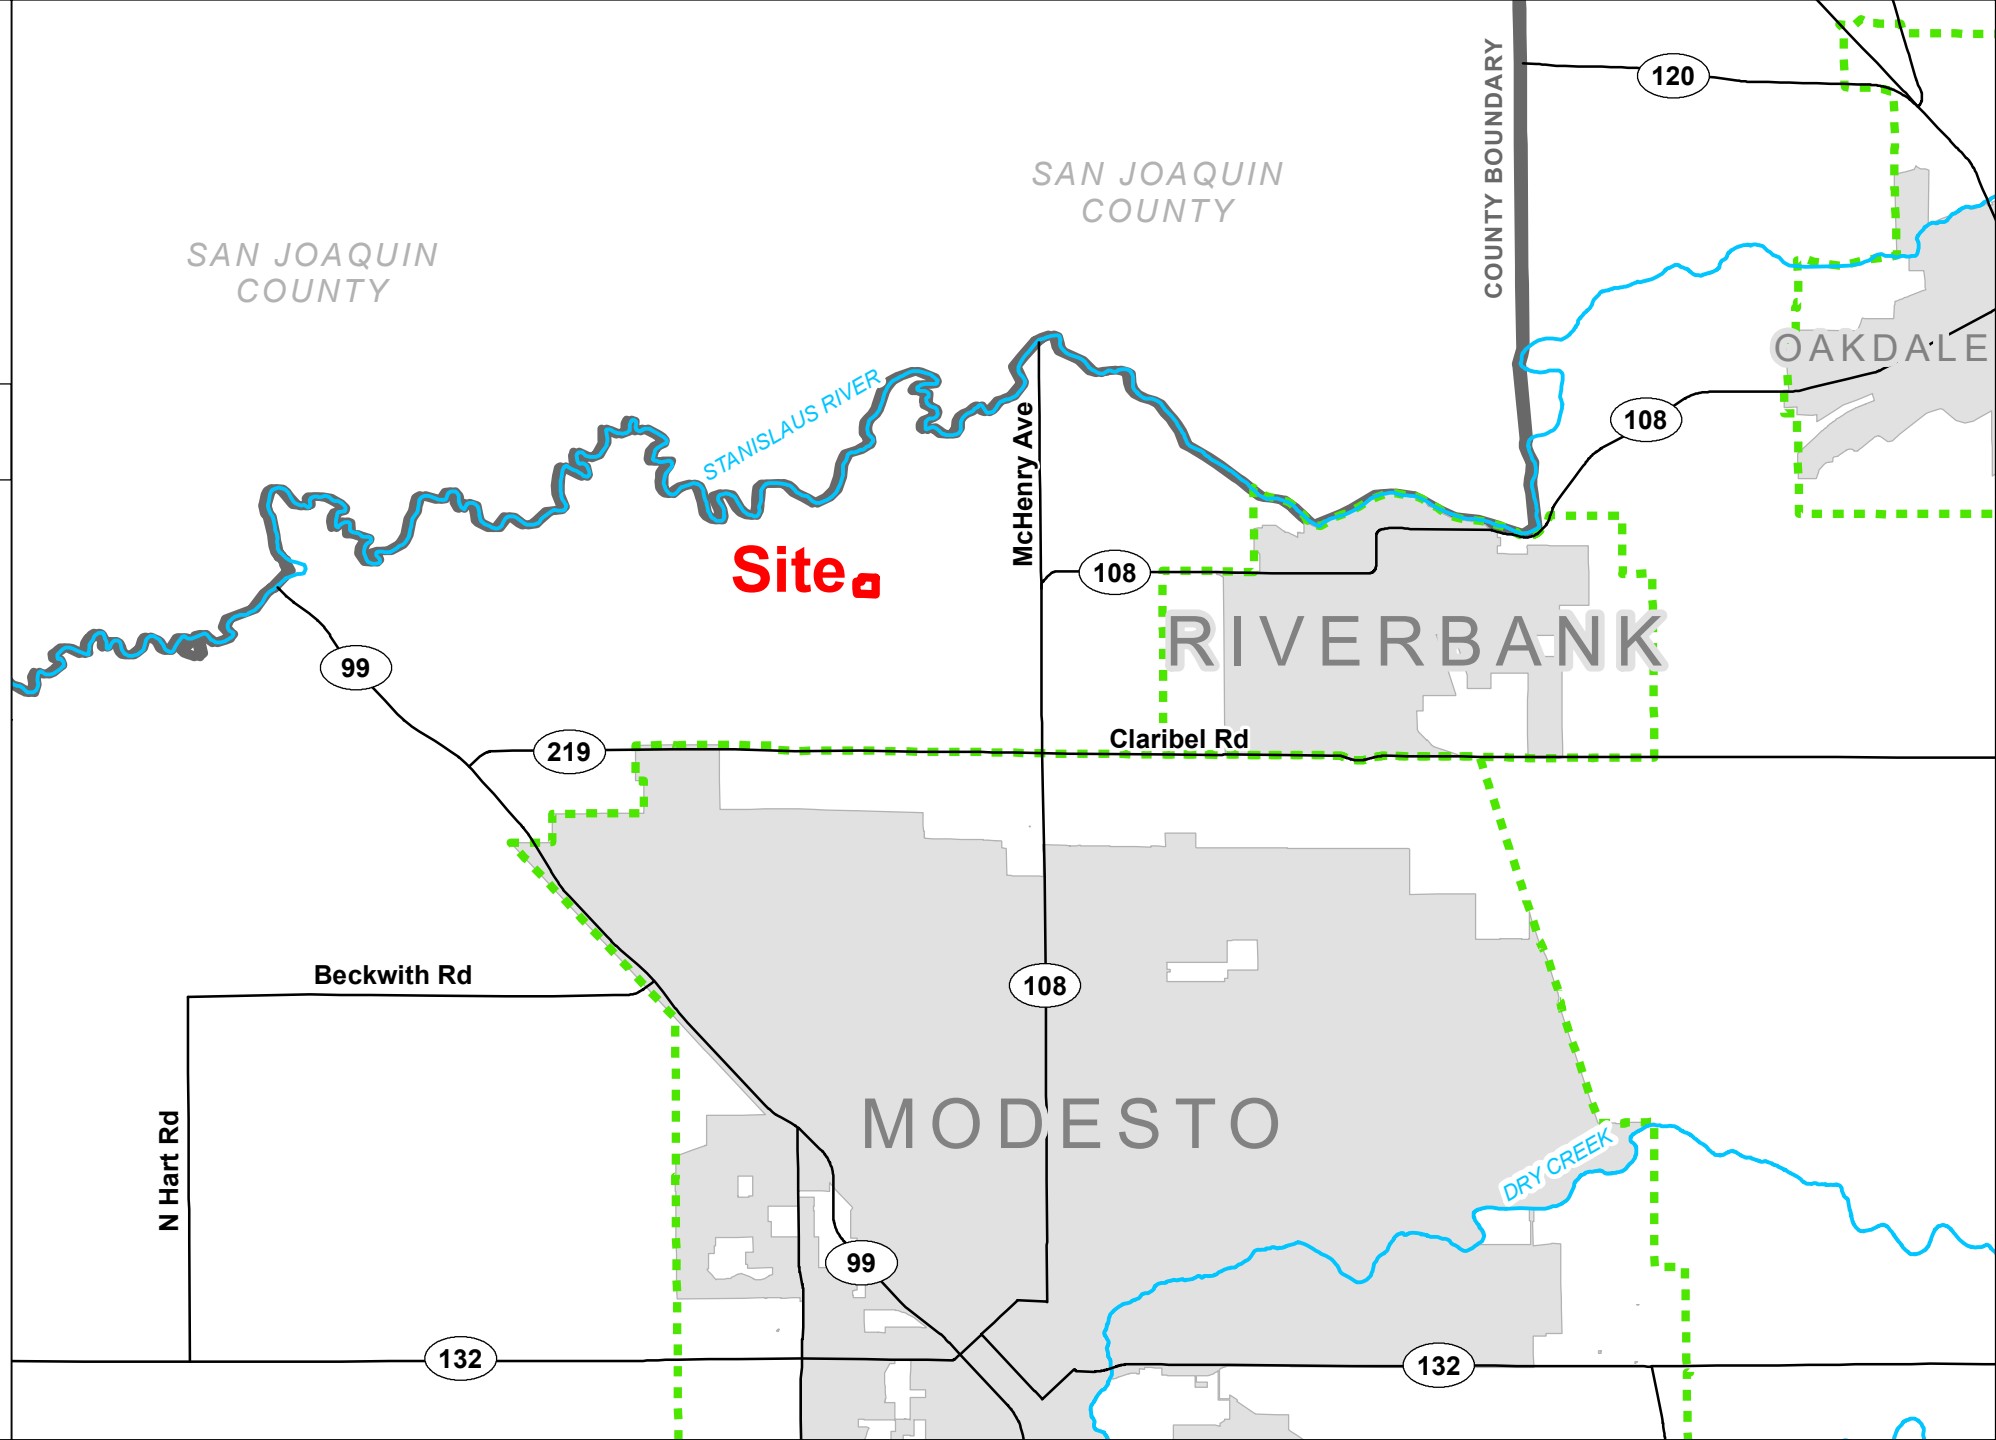 COUNTY BOUNDARY
120
SAN JOAQUIN
COUNTY
SAN JOAQUIN
COUNTY
OAKDALE
STANISLAUS RIVER
McHenry Ave
108
Site
108
RIVERBANK
99
219
Claribel Rd
Beckwith Rd
108
MODESTO
N Hart Rd
DRY CREEK
99
132
132